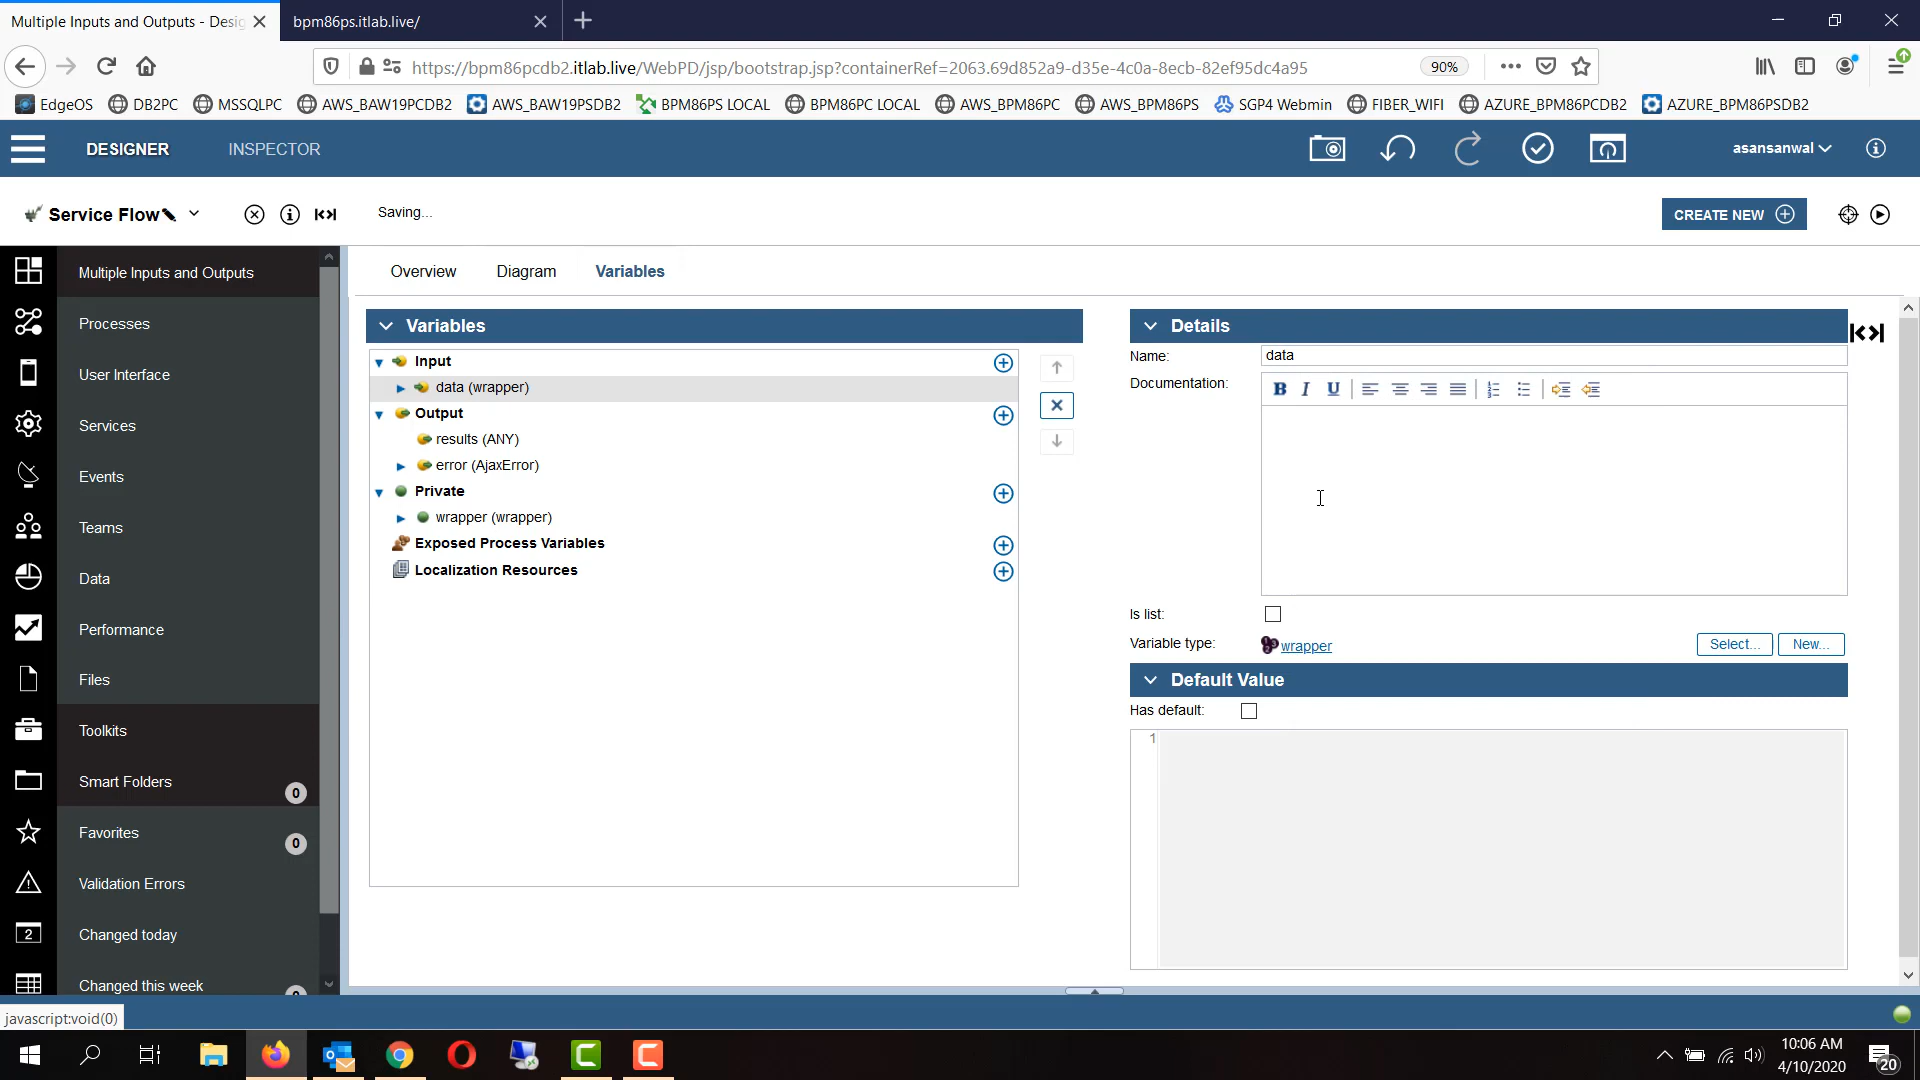 Multiple Inputs and Outputs - Desig
bpm86ps.itlab.live/
https://bpm86pcdb2.itlab.live/WebPD/jsp/bootstrap.jsp?containerRef=2063.69d852a9-d35e-4c0a-8ecb-82ef95dc4a95
90%
EdgeOS
DB2PC
MSSQLPC
AWS_BAW19PCDB2
AWS_BAW19PSDB2
BPM86PS LOCAL
BPM86PC LOCAL
AWS_BPM86PC
AWS_BPM86PS
SGP4 Webmin
FIBER_WIFI
AZURE_BPM86PCDB2
AZURE_BPM86PSDB2
DESIGNER
INSPECTOR
asansanwal
Service Flow
Saving...
CREATE NEW
Multiple Inputs and Outputs
Processes
User Interface
Services
Events
Teams
Data
Performance
Files
Toolkits
Smart Folders
0
Favorites
0
Validation Errors
Changed today
2
Changed this week
Overview
Diagram
Variables
Variables
Input
data (wrapper)
Output
results (ANY)
error (AjaxError)
Private
wrapper (wrapper)
Exposed Process Variables
Localization Resources
Details
Name:
data
Documentation:
B I U
Is list:
Variable type:
wrapper
Select...
New...
Default Value
Has default:
1
javascript:void(0)
10:06 AM
4/10/2020
20